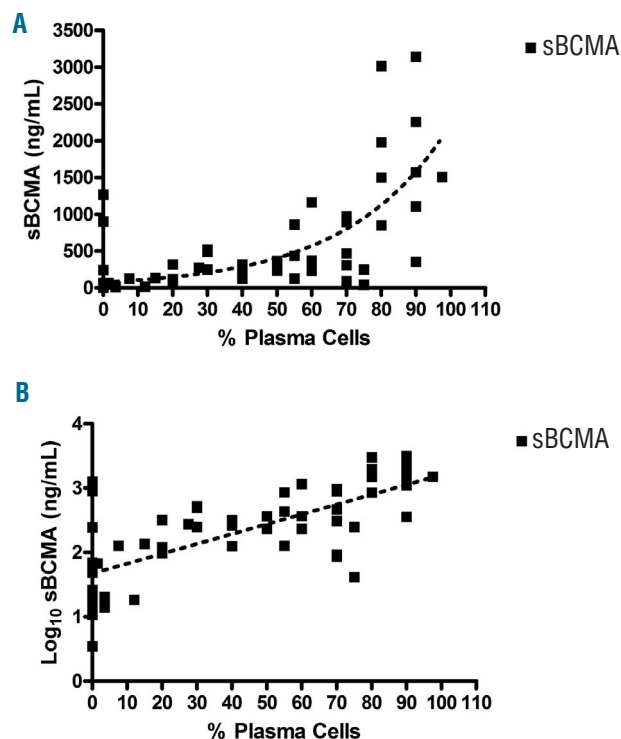 A
sBCMA
3500
3000
2500
2000
1500
1000
500
0
sBCMA (ng/mL)
0 10 20 30 40 50 60 70 80 90 100 110
% Plasma Cells
B
sBCMA
4
3
2
1
0
Log₁₀ sBCMA (ng/mL)
0 10 20 30 40 50 60 70 80 90 100 110
% Plasma Cells